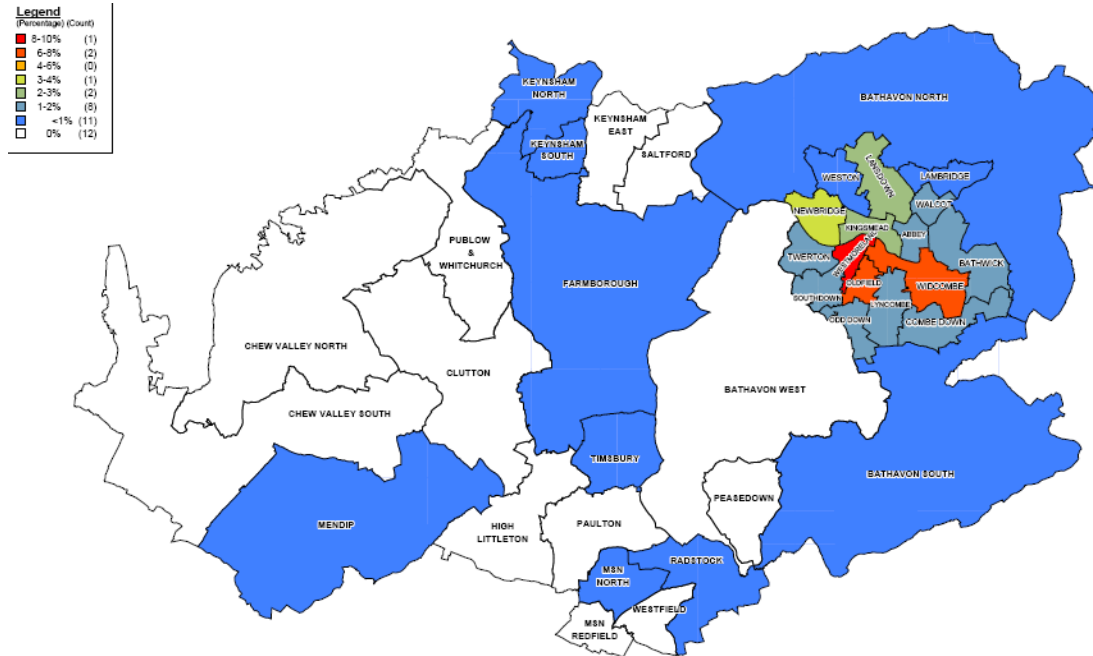 Legend
(Percentage) (Count)
8-10% (1)
6-8% (2)
4-6% (0)
3-4% (1)
2-3% (2)
1-2% (8)
<1% (11)
0% (12)
KEYNSHAM
NORTH
KEYNSHAM
EAST
KEYNSHAM
SOUTH
SALTFORD
BATHAVON NORTH
WESTON
LANSDOWN
LAMBRIDGE
WALCOT
NEWBRIDGE
KINGSMEAD
ABBEY
TWERTON
WESTMORELAND
BATHWICK
OLDFIELD
WIDCOMBE
SOUTHDOWN
LYNCOMBE
ODD DOWN
COMBE DOWN
PUBLOW
&
WHITCHURCH
FARMBOROUGH
CHEW VALLEY NORTH
CLUTTON
BATHAVON WEST
CHEW VALLEY SOUTH
TIMSBURY
BATHAVON SOUTH
PEASEDOWN
MENDIP
HIGH
LITTLETON
PAULTON
RADSTOCK
MSN
NORTH
WESTFIELD
MSN
REDFIELD